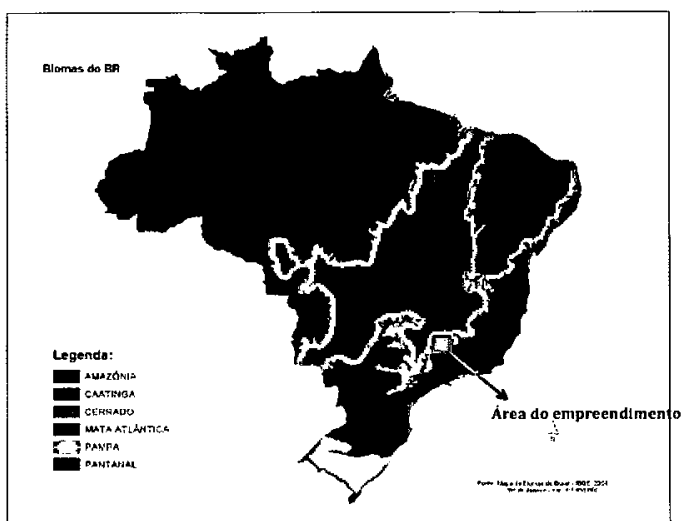 Biomas do BR
Legenda:
AMAZÔNIA
CAATINGA
CERRADO
MATA ATLÂNTICA
PAMPA
PANTANAL
Área do empreendimento